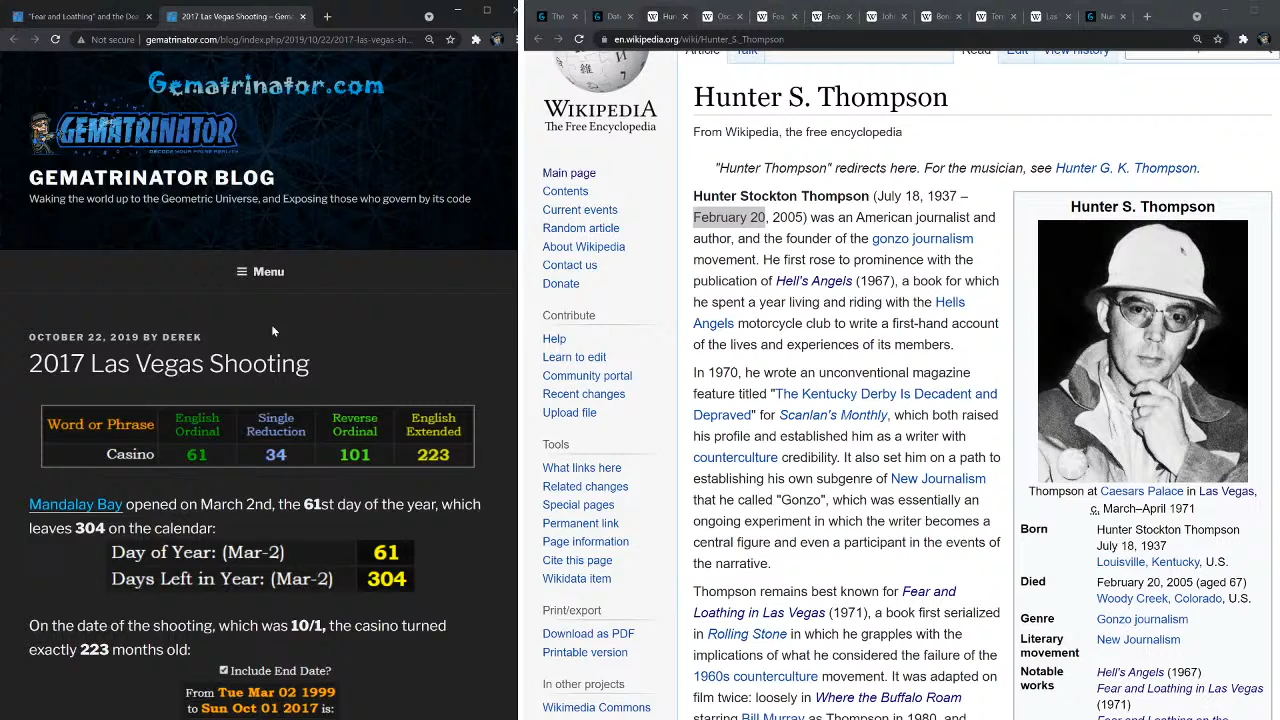 "Fear and Loathing" and the Dea
2017 Las Vegas Shooting – Gem
Not secure
gematrinator.com/blog/index.php/2019/10/22/2017-las-vegas-sh...
Gematrinator.com
GEMATRINATOR
DECODE YOUR FALSE REALITY
GEMATRINATOR BLOG
Waking the world up to the Geometric Universe, and Exposing those who govern by its code
Menu
OCTOBER 22, 2019 BY DEREK
2017 Las Vegas Shooting
Word or Phrase English Ordinal Single Reduction Reverse Ordinal English Extended
Casino 61 34 101 223
Mandalay Bay opened on March 2nd, the 61st day of the year, which
leaves 304 on the calendar:
Day of Year: (Mar-2) 61
Days Left in Year: (Mar-2) 304
On the date of the shooting, which was 10/1, the casino turned
exactly 223 months old:
Include End Date?
From Tue Mar 02 1999
to Sun Oct 01 2017 is:
The
Date
Hun
Osc
Fea
Fea
Joh
Ben
Ter
Las
Nun
en.wikipedia.org/wiki/Hunter_S._Thompson
Article Talk Read Edit View history
WIKIPEDIA
The Free Encyclopedia
Main page
Contents
Current events
Random article
About Wikipedia
Contact us
Donate
Contribute
Help
Learn to edit
Community portal
Recent changes
Upload file
Tools
What links here
Related changes
Special pages
Permanent link
Page information
Cite this page
Wikidata item
Print/export
Download as PDF
Printable version
In other projects
Wikimedia Commons
Hunter S. Thompson
From Wikipedia, the free encyclopedia
"Hunter Thompson" redirects here. For the musician, see Hunter G. K. Thompson.
Hunter Stockton Thompson (July 18, 1937 –
February 20, 2005) was an American journalist and
author, and the founder of the gonzo journalism
movement. He first rose to prominence with the
publication of Hell's Angels (1967), a book for which
he spent a year living and riding with the Hells
Angels motorcycle club to write a first-hand account
of the lives and experiences of its members.
In 1970, he wrote an unconventional magazine
feature titled "The Kentucky Derby Is Decadent and
Depraved" for Scanlan's Monthly, which both raised
his profile and established him as a writer with
counterculture credibility. It also set him on a path to
establishing his own subgenre of New Journalism
that he called "Gonzo", which was essentially an
ongoing experiment in which the writer becomes a
central figure and even a participant in the events of
the narrative.
Thompson remains best known for Fear and
Loathing in Las Vegas (1971), a book first serialized
in Rolling Stone in which he grapples with the
implications of what he considered the failure of the
1960s counterculture movement. It was adapted on
film twice: loosely in Where the Buffalo Roam
starring Bill Murray as Thompson in 1980, and
Hunter S. Thompson
Thompson at Caesars Palace in Las Vegas,
c. March–April 1971
Born Hunter Stockton Thompson
July 18, 1937
Louisville, Kentucky, U.S.
Died February 20, 2005 (aged 67)
Woody Creek, Colorado, U.S.
Genre Gonzo journalism
Literary movement New Journalism
Notable works Hell's Angels (1967)
Fear and Loathing in Las Vegas
(1971)
Fear and Loathing on the